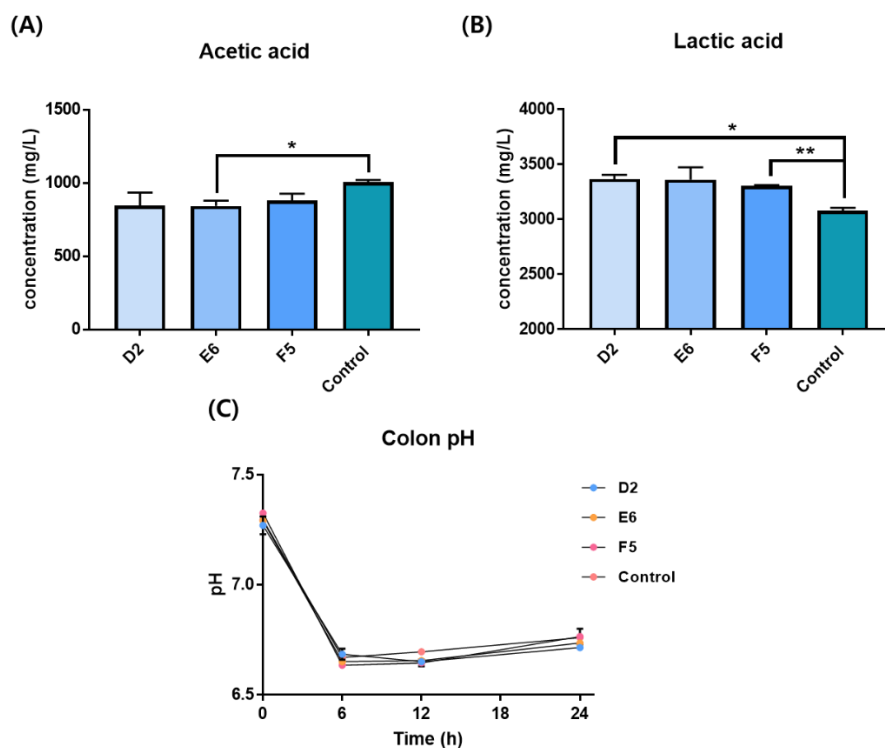 (A)
Acetic acid
concentration (mg/L)
1500
1000
500
0
*
D2
E6
F5
Control
(B)
Lactic acid
concentration (mg/L)
4000
3500
3000
2500
2000
*
**
D2
E6
F5
Control
(C)
Colon pH
pH
7.5
7.0
6.5
0
6
12
18
24
Time (h)
D2
E6
F5
Control